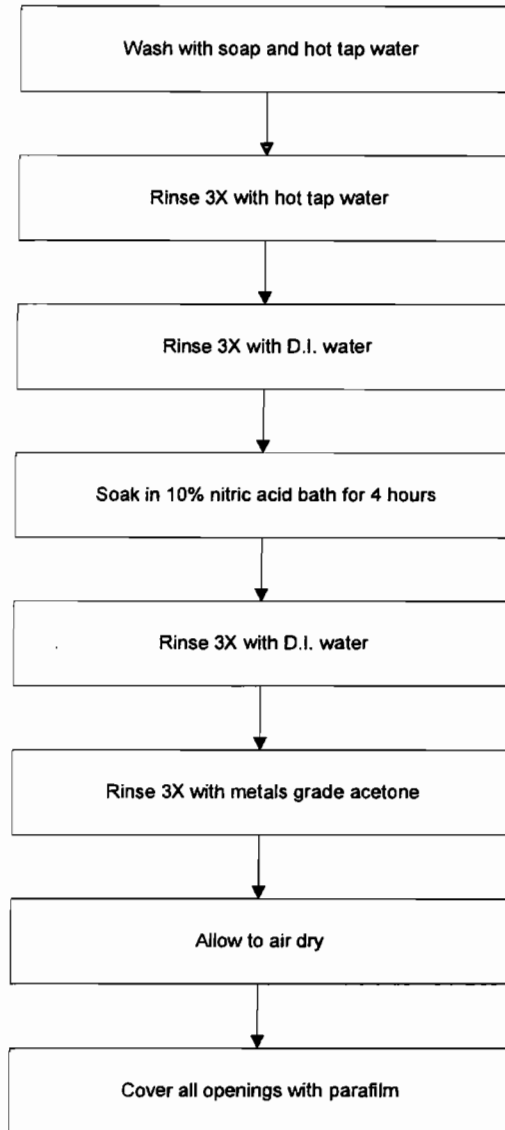 Wash with soap and hot tap water
Rinse 3X with hot tap water
Rinse 3X with D.I. water
Soak in 10% nitric acid bath for 4 hours
Rinse 3X with D.I. water
Rinse 3X with metals grade acetone
Allow to air dry
Cover all openings with parafilm